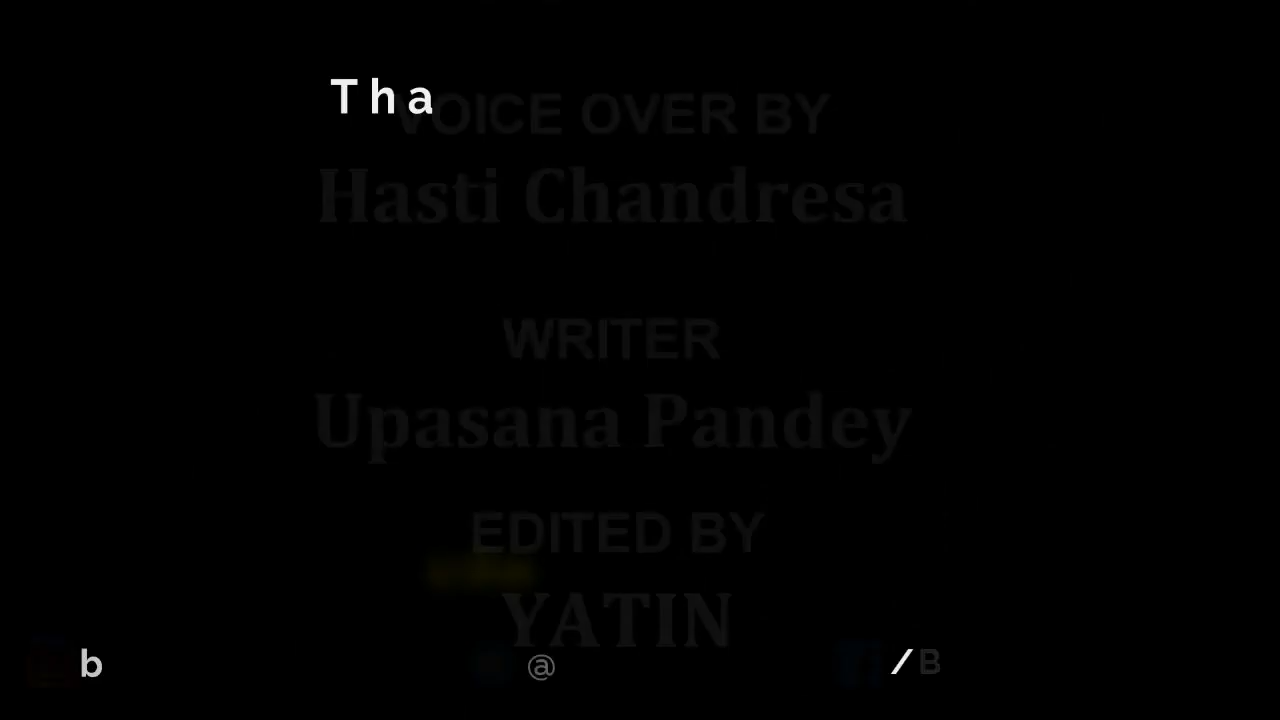 Tha
VOICE OVER BY
Hasti Chandresa
WRITER
Upasana Pandey
EDITED BY
YATIN
b @ /B